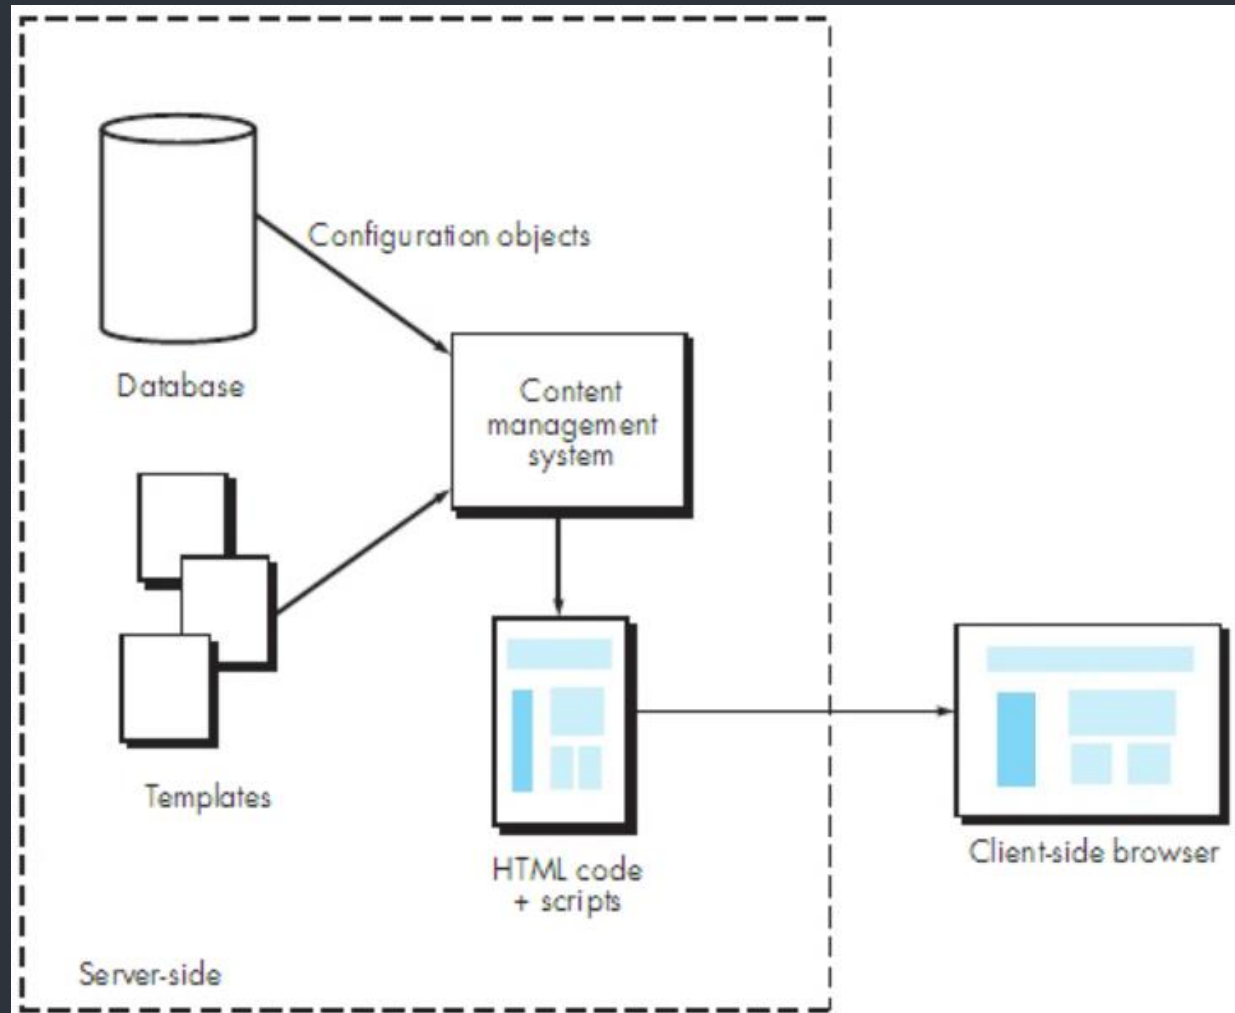 Configuration objects
Database
Content
management
system
Templates
HTML code
+ scripts
Client-side browser
Server-side